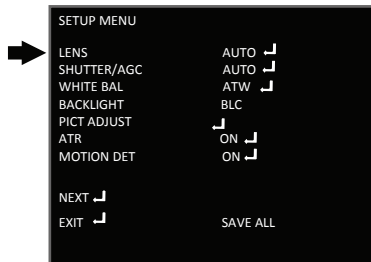 SETUP MENU
LENS AUTO ↵
SHUTTER/AGC AUTO ↵
WHITE BAL ATW ↵
BACKLIGHT BLC
PICT ADJUST ↵
ATR ON ↵
MOTION DET ON ↵
NEXT ↵
EXIT ↵ SAVE ALL